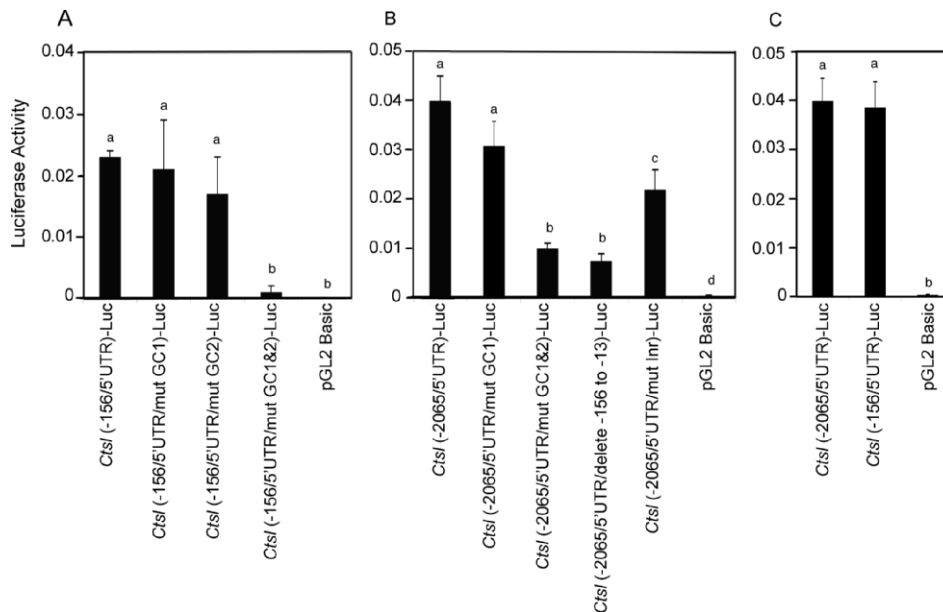 A
B
C
Luciferase Activity
0.04
0.03
0.02
0.01
0
a
a
a
b
b
Ctsl (-156/5'UTR)-Luc
Ctsl (-156/5'UTR/mut GC1)-Luc
Ctsl (-156/5'UTR/mut GC2)-Luc
Ctsl (-156/5'UTR/mut GC1&2)-Luc
pGL2 Basic
0.05
0.04
0.03
0.02
0.01
0
a
a
b
b
c
d
Ctsl (-2065/5'UTR)-Luc
Ctsl (-2065/5'UTR/mut GC1)-Luc
Ctsl (-2065/5'UTR/mut GC1&2)-Luc
Ctsl (-2065/5'UTR/delete -156 to -13)-Luc
Ctsl (-2065/5'UTR/mut Inr)-Luc
pGL2 Basic
0.05
0.04
0.03
0.02
0.01
0
a
a
b
Ctsl (-2065/5'UTR)-Luc
Ctsl (-156/5'UTR)-Luc
pGL2 Basic